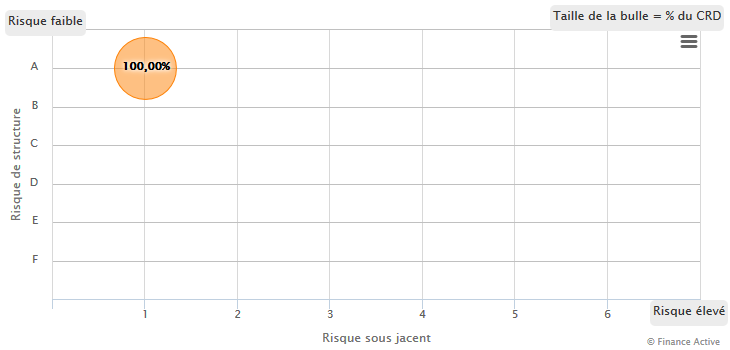 Risque faible
Taille de la bulle = % du CRD
100,00%
A
B
C
D
E
F
Risque de structure
1
2
3
4
5
6
Risque élevé
Risque sous jacent
© Finance Active